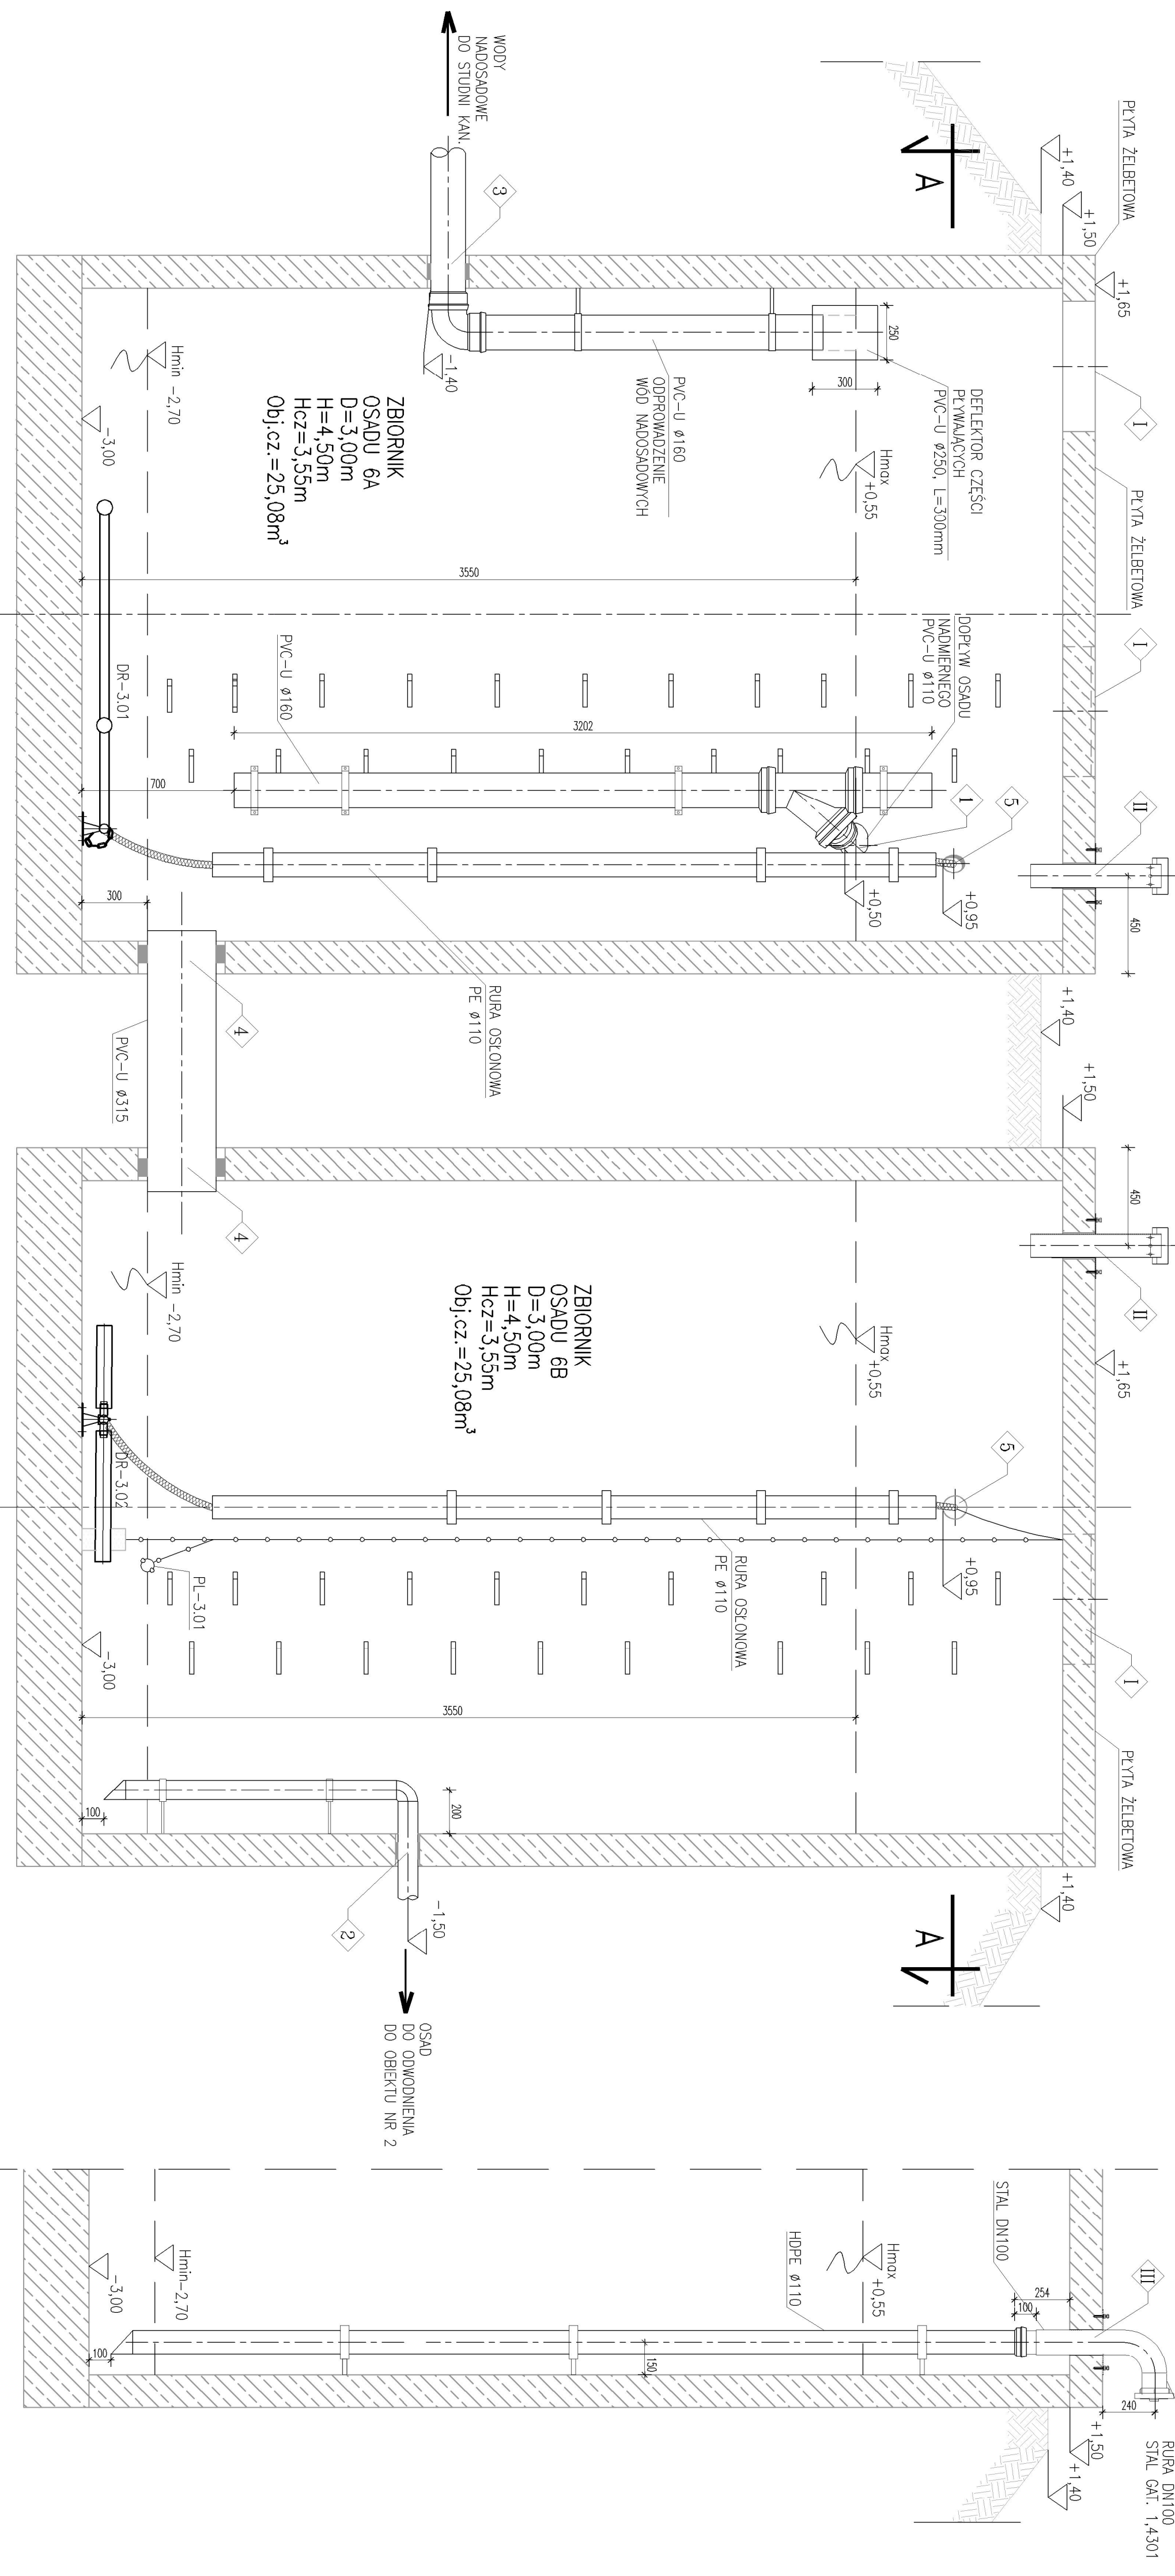 WODY
NADOSADOWE
DO STUDNI KAN.
3
A
+1,40
+1,50
PŁYTA ŻELBETOWA
+1,65
I
PŁYTA ŻELBETOWA
I
II
450
250
300
DEFLEKTOR CZĘŚCI
PŁYWAJĄCYCH
PVC-U ø250, L=300mm
PVC-U ø160
ODPROWADZENIE
WÓD NADOSADOWYCH
-1,40
Hmax
+0,55
Hmin -2,70
-3,00
ZBIORNIK
OSADU 6A
D=3,00m
H=4,50m
Hcz=3,55m
Obj.cz.=25,08m³
3550
DOPŁYW OSADU
NADMIERNEGO
PVC-U ø110
1
5
+0,50
+0,95
3202
PVC-U ø160
DR-3.01
700
300
RURA OSŁONOWA
PE ø110
4
PVC-U ø315
4
+1,40
+1,50
450
II
+1,65
Hmax
+0,55
Hmin -2,70
ZBIORNIK
OSADU 6B
D=3,00m
H=4,50m
Hcz=3,55m
Obj.cz.=25,08m³
5
+0,95
DR-3.02
RURA OSŁONOWA
PE ø110
PL-3.01
-3,00
I
PŁYTA ŻELBETOWA
3550
100
200
2
-1,50
+1,40
A
OSAD
DO ODWODNIENIA
DO OBIEKTU NR 2
STAL DN100
III
254
100
240
RURA DN100
STAL GAT. 1,4301
+1,50
+1,40
Hmax
+0,55
HDPE ø110
150
Hmin-2,70
-3,00
100